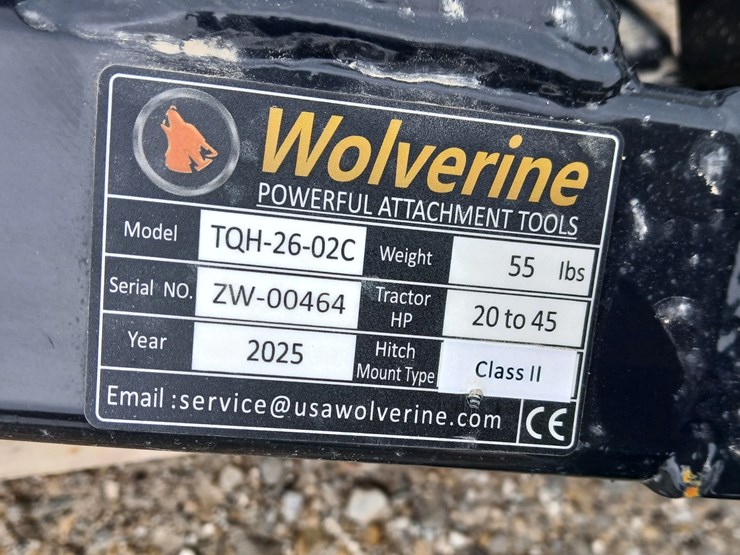 Wolverine
POWERFUL ATTACHMENT TOOLS
Model TQH-26-02C Weight 55 lbs
Serial NO. ZW-00464 Tractor HP 20 to 45
Year 2025 Hitch Mount Type Class II
Email :service@usawolverine.com CE